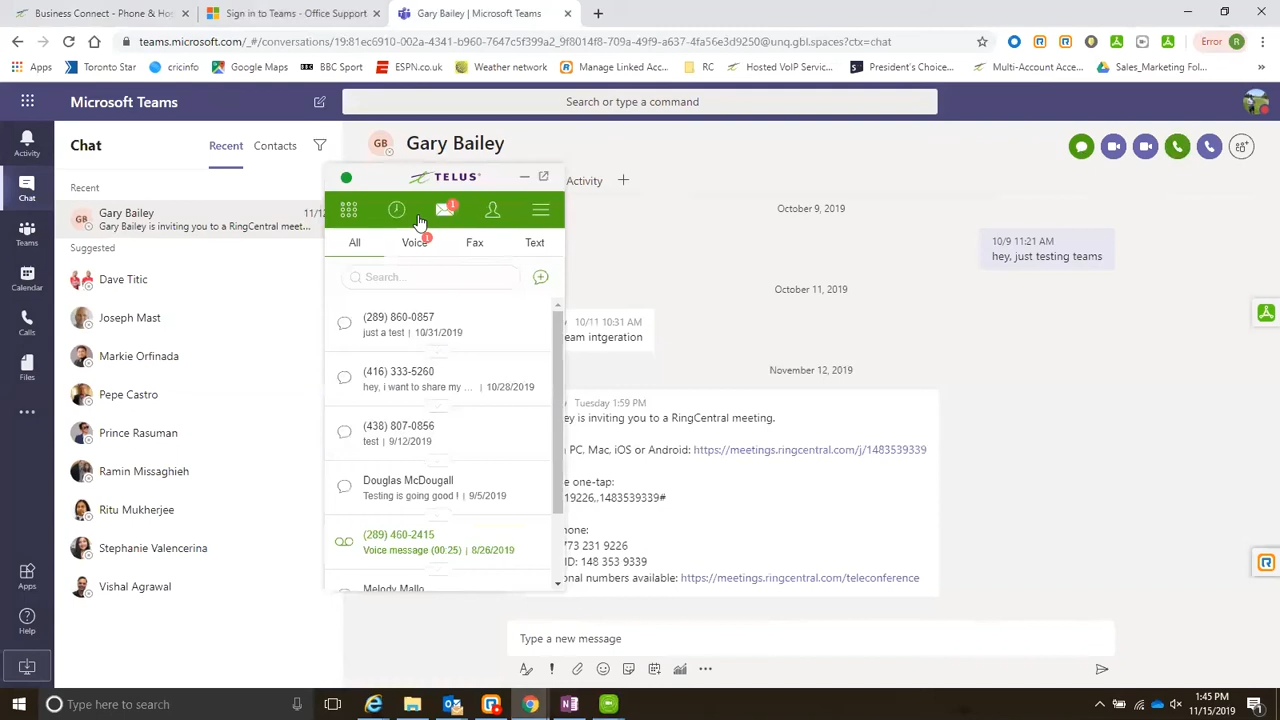 Business Connect - Phone & Hos
Sign in to Teams - Office Support
Gary Bailey | Microsoft Teams
teams.microsoft.com/_#/conversations/19:81ec6910-002a-4341-b960-7647c5f399a2_9f8014f8-709a-49f9-a637-4fa56e3d9250@unq.gbl.spaces?ctx=chat
Error
R
Apps
Toronto Star
cricinfo
Google Maps
BBC Sport
ESPN.co.uk
Weather network
Manage Linked Acc...
RC
Hosted VoIP Servic...
President's Choice...
Multi-Account Acce...
Sales_Marketing Fol...
Microsoft Teams
Search or type a command
Activity
Chat
Teams
Calendar
Calls
Files
Apps
Help
Chat
Recent
Contacts
Recent
GB
Gary Bailey
11/12
Gary Bailey is inviting you to a RingCentral meet...
Suggested
Dave Titic
Joseph Mast
Markie Orfinada
Pepe Castro
Prince Rasuman
Ramin Missaghieh
Ritu Mukherjee
Stephanie Valencerina
Vishal Agrawal
GB
Gary Bailey
Activity
TELUS
1
All
Voice
1
Fax
Text
Search...
(289) 860-0857
just a test | 10/31/2019
(416) 333-5260
hey, i want to share my ... | 10/28/2019
(438) 807-0856
test | 9/12/2019
Douglas McDougall
Testing is going good ! | 9/5/2019
(289) 460-2415
Voice message (00:25) | 8/26/2019
Melody Mallo
October 9, 2019
10/9 11:21 AM
hey, just testing teams
October 11, 2019
10/11 10:31 AM
eam intgeration
November 12, 2019
Tuesday 1:59 PM
ey is inviting you to a RingCentral meeting.
PC, Mac, iOS or Android: https://meetings.ringcentral.com/j/1483539339
e one-tap:
19226,,1483539339#
hone:
773 231 9226
ID: 148 353 9339
onal numbers available: https://meetings.ringcentral.com/teleconference
Type a new message
Type here to search
1:45 PM
11/15/2019